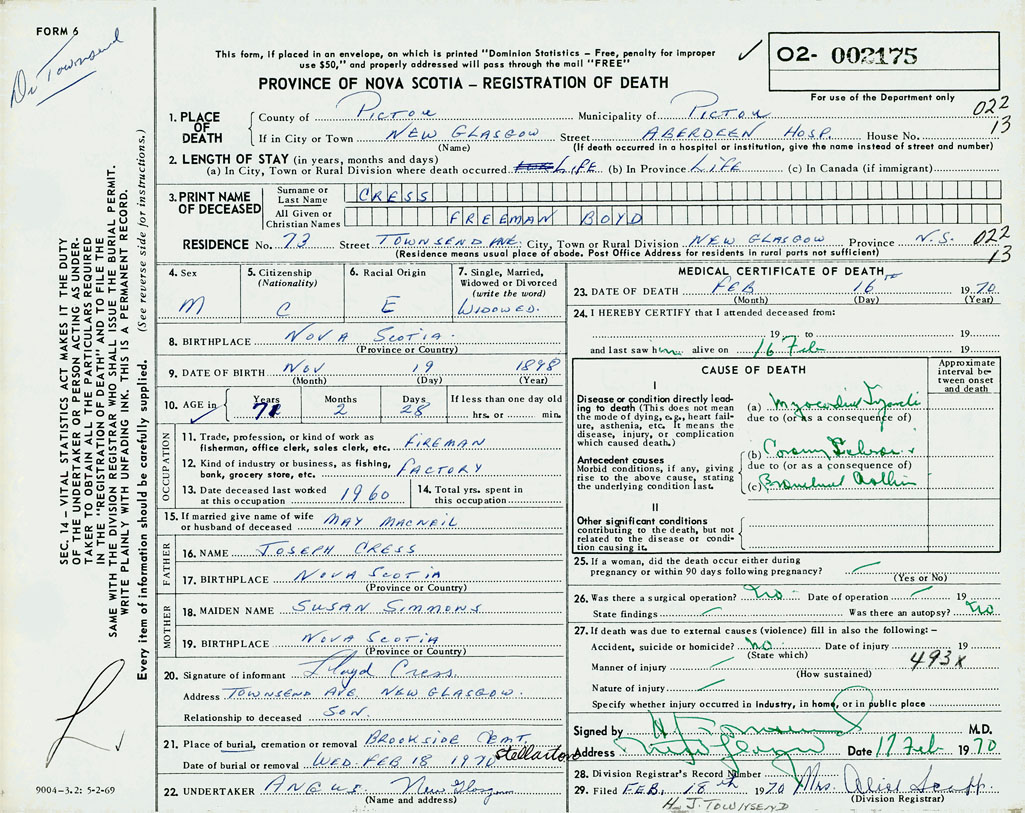 FORM 6
Dr Townsend
This form, if placed in an envelope, on which is printed "Dominion Statistics – Free, penalty for improper
use $50," and properly addressed will pass through the mail "FREE"
PROVINCE OF NOVA SCOTIA – REGISTRATION OF DEATH
✓ O2- 002175
For use of the Department only
022
13
1. PLACE OF DEATH
County of PICTOU Municipality of PICTOU
If in City or Town NEW GLASGOW Street ABERDEEN HOSP. House No.
(Name) (If death occurred in a hospital or institution, give the name instead of street and number)
2. LENGTH OF STAY (in years, months and days)
(a) In City, Town or Rural Division where death occurred LIFE (b) In Province LIFE (c) In Canada (if immigrant)
3. PRINT NAME OF DECEASED
Surname or Last Name CRESS
All Given or Christian Names FREEMAN BOYD
RESIDENCE No. 73 Street TOWNSEND AVE. City, Town or Rural Division NEW GLASGOW Province N.S.
022
13
(Residence means usual place of abode. Post Office Address for residents in rural parts not sufficient)
4. Sex
M
5. Citizenship
(Nationality)
C
6. Racial Origin
E
7. Single, Married,
Widowed or Divorced
(write the word)
WIDOWED.
8. BIRTHPLACE NOVA SCOTIA.
(Province or Country)
9. DATE OF BIRTH NOV 19 1898
(Month) (Day) (Year)
10. AGE in Years Months Days If less than one day old
✓ 71 2 28 hrs. or min.
OCCUPATION
11. Trade, profession, or kind of work as
fisherman, office clerk, sales clerk, etc. FIREMAN
12. Kind of industry or business, as fishing,
bank, grocery store, etc. FACTORY
13. Date deceased last worked
at this occupation 1960
14. Total yrs. spent in
this occupation
15. If married give name of wife
or husband of deceased MAY MACNEIL
FATHER
16. NAME JOSEPH CRESS
17. BIRTHPLACE NOVA SCOTIA
(Province or Country)
MOTHER
18. MAIDEN NAME SUSAN SIMMONS
19. BIRTHPLACE NOVA SCOTIA
(Province or Country)
20. Signature of informant Lloyd Cress
Address TOWNSEND AVE NEW GLASGOW.
Relationship to deceased SON.
21. Place of burial, cremation or removal BROOKSIDE CEMT.
stellarton
Date of burial or removal WED. FEB 18 1970
22. UNDERTAKER ANGUS. New Glasgow
(Name and address)
MEDICAL CERTIFICATE OF DEATH
23. DATE OF DEATH FEB 16TH 1970
(Month) (Day) (Year)
24. I HEREBY CERTIFY that I attended deceased from:
19 to 19
and last saw him alive on 16 Feb 19
CAUSE OF DEATH
Approximate
interval be-
tween onset
and death
I
Disease or condition directly lead-
ing to death (This does not mean
the mode of dying, e.g., heart fail-
ure, asthenia, etc. It means the
disease, injury, or complication
which caused death.)
(a)
due to (or as a consequence of)
Antecedent causes
Morbid conditions, if any, giving
rise to the above cause, stating
the underlying condition last.
(b)
due to (or as a consequence of)
(c)
II
Other significant conditions
contributing to the death, but not
related to the disease or condi-
tion causing it.
25. If a woman, did the death occur either during
pregnancy or within 90 days following pregnancy?
(Yes or No)
26. Was there a surgical operation? No Date of operation 19
State findings Was there an autopsy? No
27. If death was due to external causes (violence) fill in also the following:–
Accident, suicide or homicide? No Date of injury 19
(State which)
493x
Manner of injury
(How sustained)
Nature of injury
Specify whether injury occurred in industry, in home, or in public place
Signed by M.D.
Address New Glasgow Date 17 Feb 1970
28. Division Registrar's Record Number
29. Filed FEB. 18th 1970 Mrs. Alice
(Division Registrar)
H.J. TOWNSEND
SEC. 14 – VITAL STATISTICS ACT MAKES IT THE DUTY
OF THE UNDERTAKER OR PERSON ACTING AS UNDER-
TAKER TO OBTAIN ALL THE PARTICULARS REQUIRED
IN THE "REGISTRATION OF DEATH" AND TO FILE THE
SAME WITH THE DIVISION REGISTRAR WHO SHALL ISSUE THE BURIAL PERMIT.
WRITE PLAINLY WITH UNFADING INK. THIS IS A PERMANENT RECORD.
Every item of information should be carefully supplied. (See reverse side for instructions.)
9004-3.2: 5-2-69